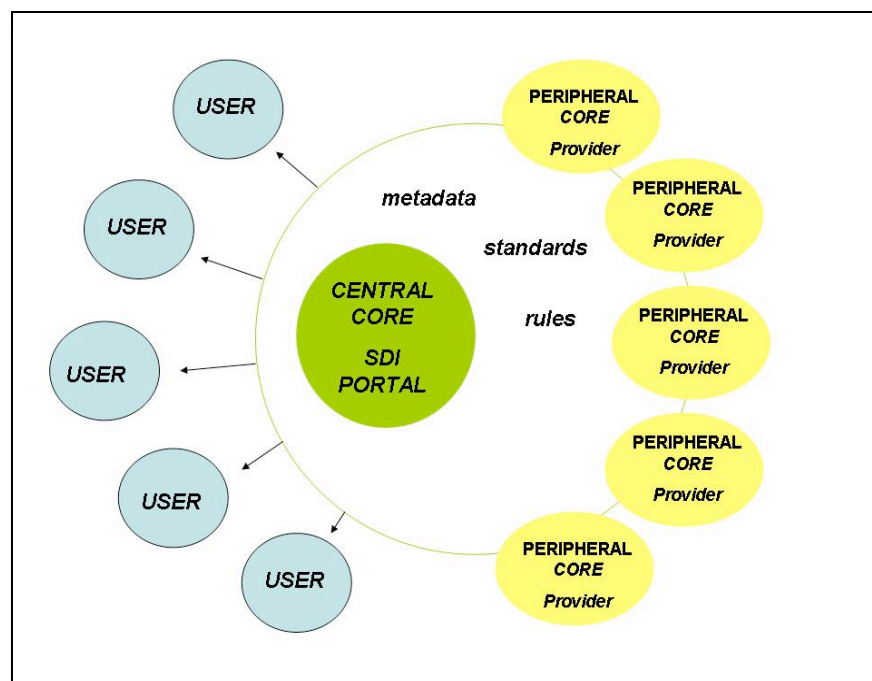 USER
USER
USER
USER
USER
metadata
standards
rules
CENTRAL
CORE
SDI
PORTAL
PERIPHERAL
CORE
Provider
PERIPHERAL
CORE
Provider
PERIPHERAL
CORE
Provider
PERIPHERAL
CORE
Provider
PERIPHERAL
CORE
Provider